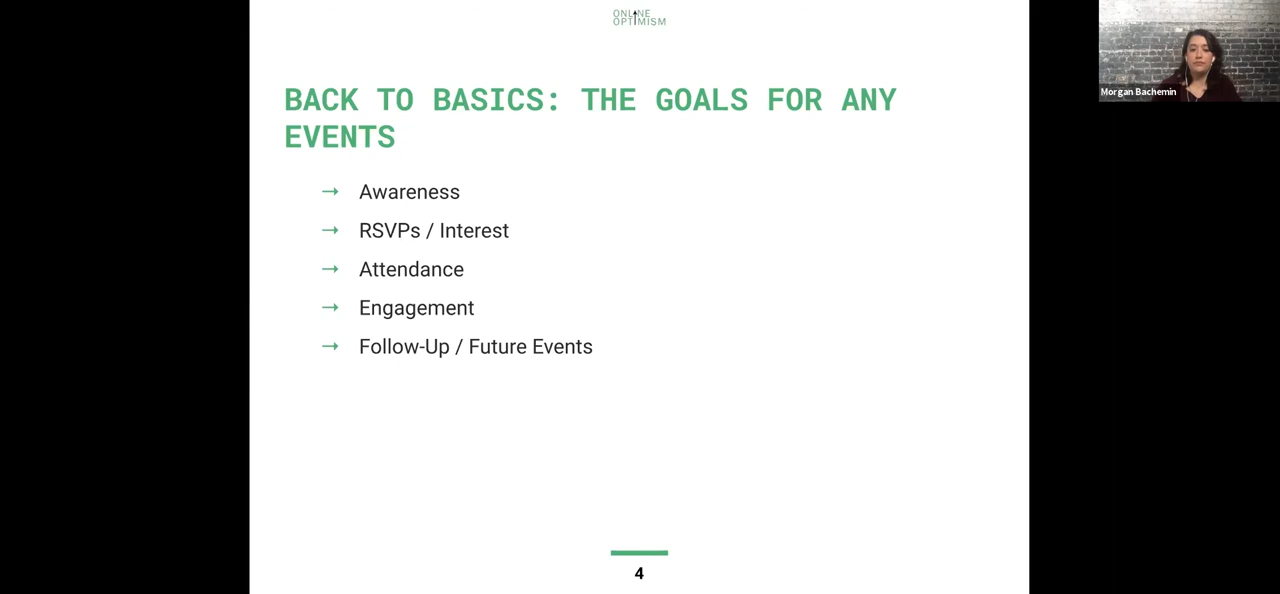 ONLINE
OPTIMISM
BACK TO BASICS: THE GOALS FOR ANY
EVENTS
→ Awareness
→ RSVPs / Interest
→ Attendance
→ Engagement
→ Follow-Up / Future Events
4
Morgan Bachemin